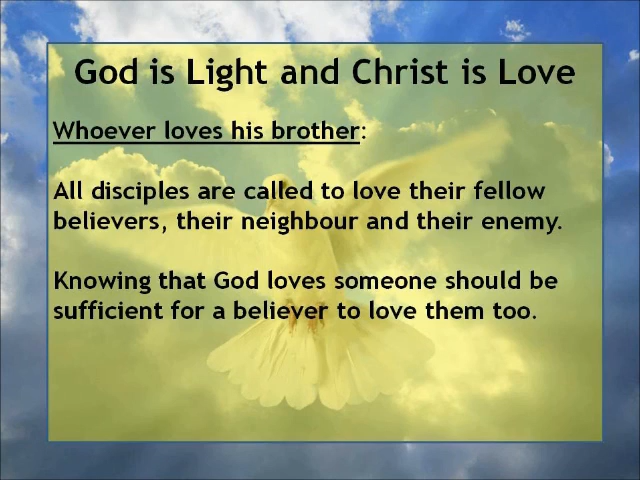 God is Light and Christ is Love
Whoever loves his brother:
All disciples are called to love their fellow
believers, their neighbour and their enemy.
Knowing that God loves someone should be
sufficient for a believer to love them too.